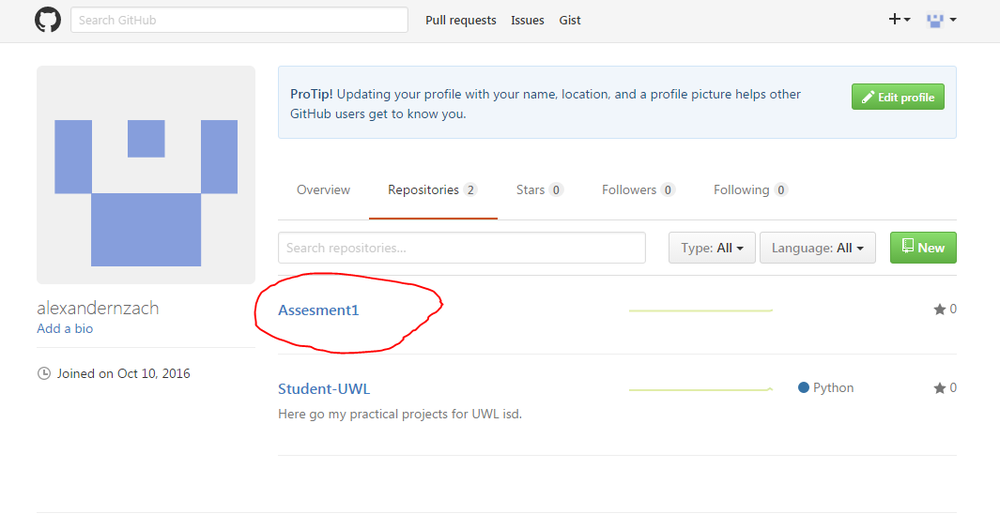 Search GitHub Pull requests Issues Gist
ProTip! Updating your profile with your name, location, and a profile picture helps other
GitHub users get to know you.
Edit profile
Overview Repositories 2 Stars 0 Followers 0 Following 0
Search repositories... Type: All Language: All New
alexandernzach
Add a bio
Joined on Oct 10, 2016
Assesment1 0
Student-UWL Python 0
Here go my practical projects for UWL isd.